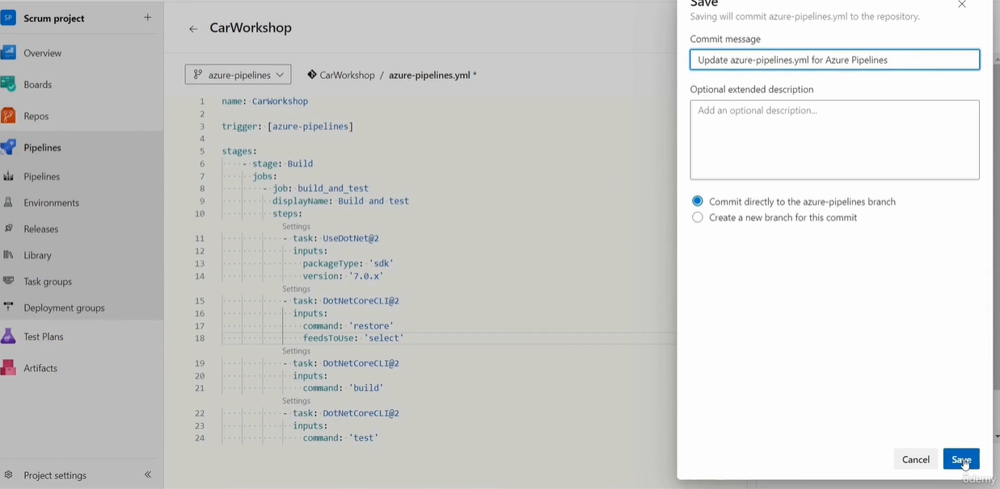 SP Scrum project +
Overview
Boards
Repos
Pipelines
Pipelines
Environments
Releases
Library
Task groups
Deployment groups
Test Plans
Artifacts
Project settings
CarWorkshop
azure-pipelines
CarWorkshop / azure-pipelines.yml *
1 name: CarWorkshop
2
3 trigger: [azure-pipelines]
4
5 stages:
6 - stage: Build
7 jobs:
8 - job: build_and_test
9 displayName: Build and test
10 steps:
Settings
11 - task: UseDotNet@2
12 inputs:
13 packageType: 'sdk'
14 version: '7.0.x'
Settings
15 - task: DotNetCoreCLI@2
16 inputs:
17 command: 'restore'
18 feedsToUse: 'select'
Settings
19 - task: DotNetCoreCLI@2
20 inputs:
21 command: 'build'
Settings
22 - task: DotNetCoreCLI@2
23 inputs:
24 command: 'test'
Save
Saving will commit azure-pipelines.yml to the repository.
Commit message
Update azure-pipelines.yml for Azure Pipelines
Optional extended description
Add an optional description...
Commit directly to the azure-pipelines branch
Create a new branch for this commit
Cancel
Save
udemy